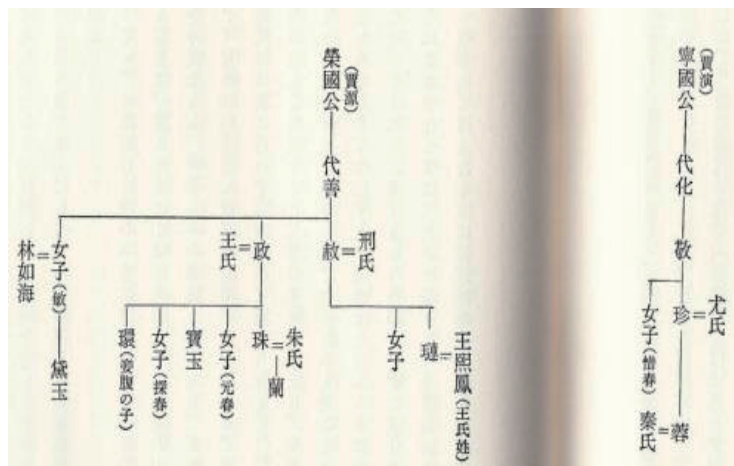 寧國公
(賈演)
代化
敬
尤氏
珍
女子(惜春)
蓉
秦氏
榮國公
(賈源)
代善
刑氏
赦
政
王氏
女子(敏)
林如海
王熙鳳(王氏姪)
璉
女子
朱氏
珠
蘭
女子(元春)
寶玉
女子(探春)
環(妾腹の子)
黛玉